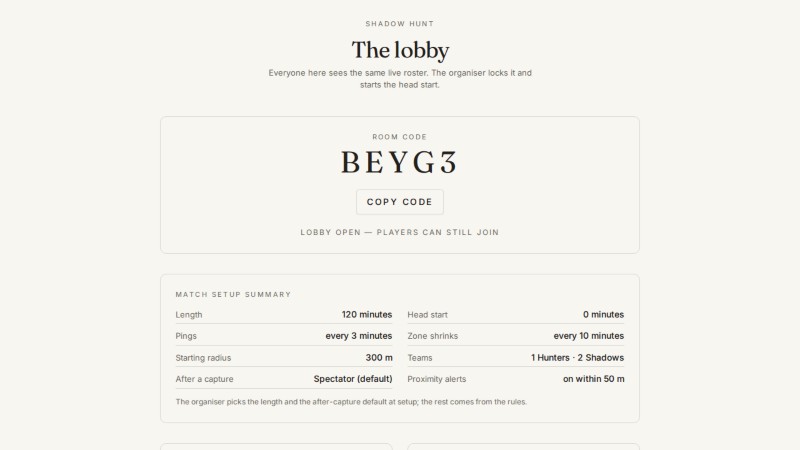 SHADOW HUNT
The lobby
Everyone here sees the same live roster. The organiser locks it and
starts the head start.
ROOM CODE
BEYG3
COPY CODE
LOBBY OPEN — PLAYERS CAN STILL JOIN
MATCH SETUP SUMMARY
Length 120 minutes
Head start 0 minutes
Pings every 3 minutes
Zone shrinks every 10 minutes
Starting radius 300 m
Teams 1 Hunters · 2 Shadows
After a capture Spectator (default)
Proximity alerts on within 50 m
The organiser picks the length and the after-capture default at setup; the rest comes from the rules.